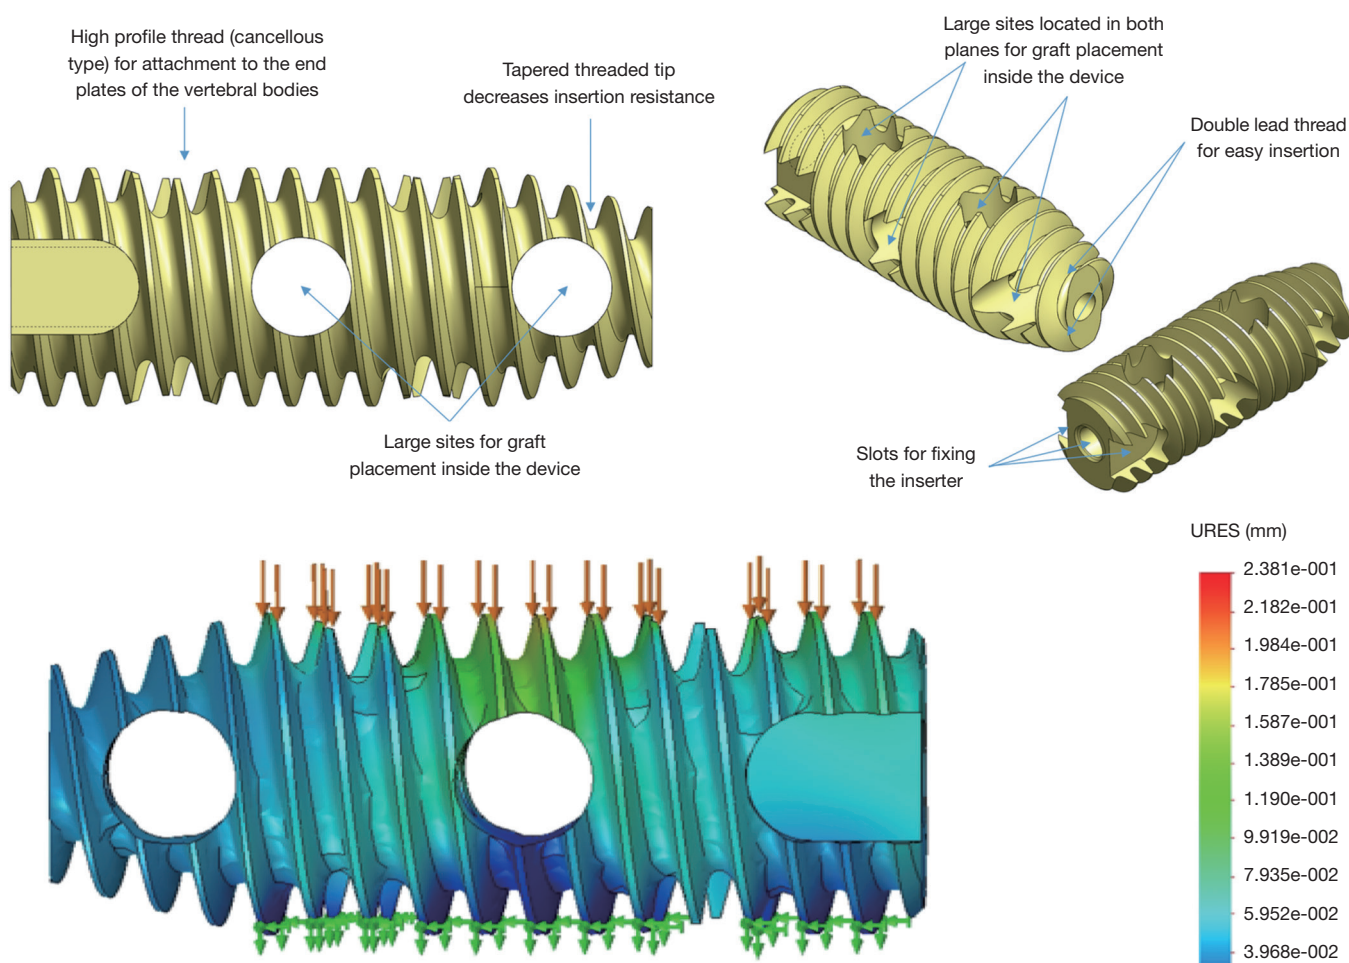 High profile thread (cancellous
type) for attachment to the end
plates of the vertebral bodies
Tapered threaded tip
decreases insertion resistance
Large sites located in both
planes for graft placement
inside the device
Double lead thread
for easy insertion
Large sites for graft
placement inside the device
Slots for fixing
the inserter
URES (mm)
2.381e-001
2.182e-001
1.984e-001
1.785e-001
1.587e-001
1.389e-001
1.190e-001
9.919e-002
7.935e-002
5.952e-002
3.968e-002